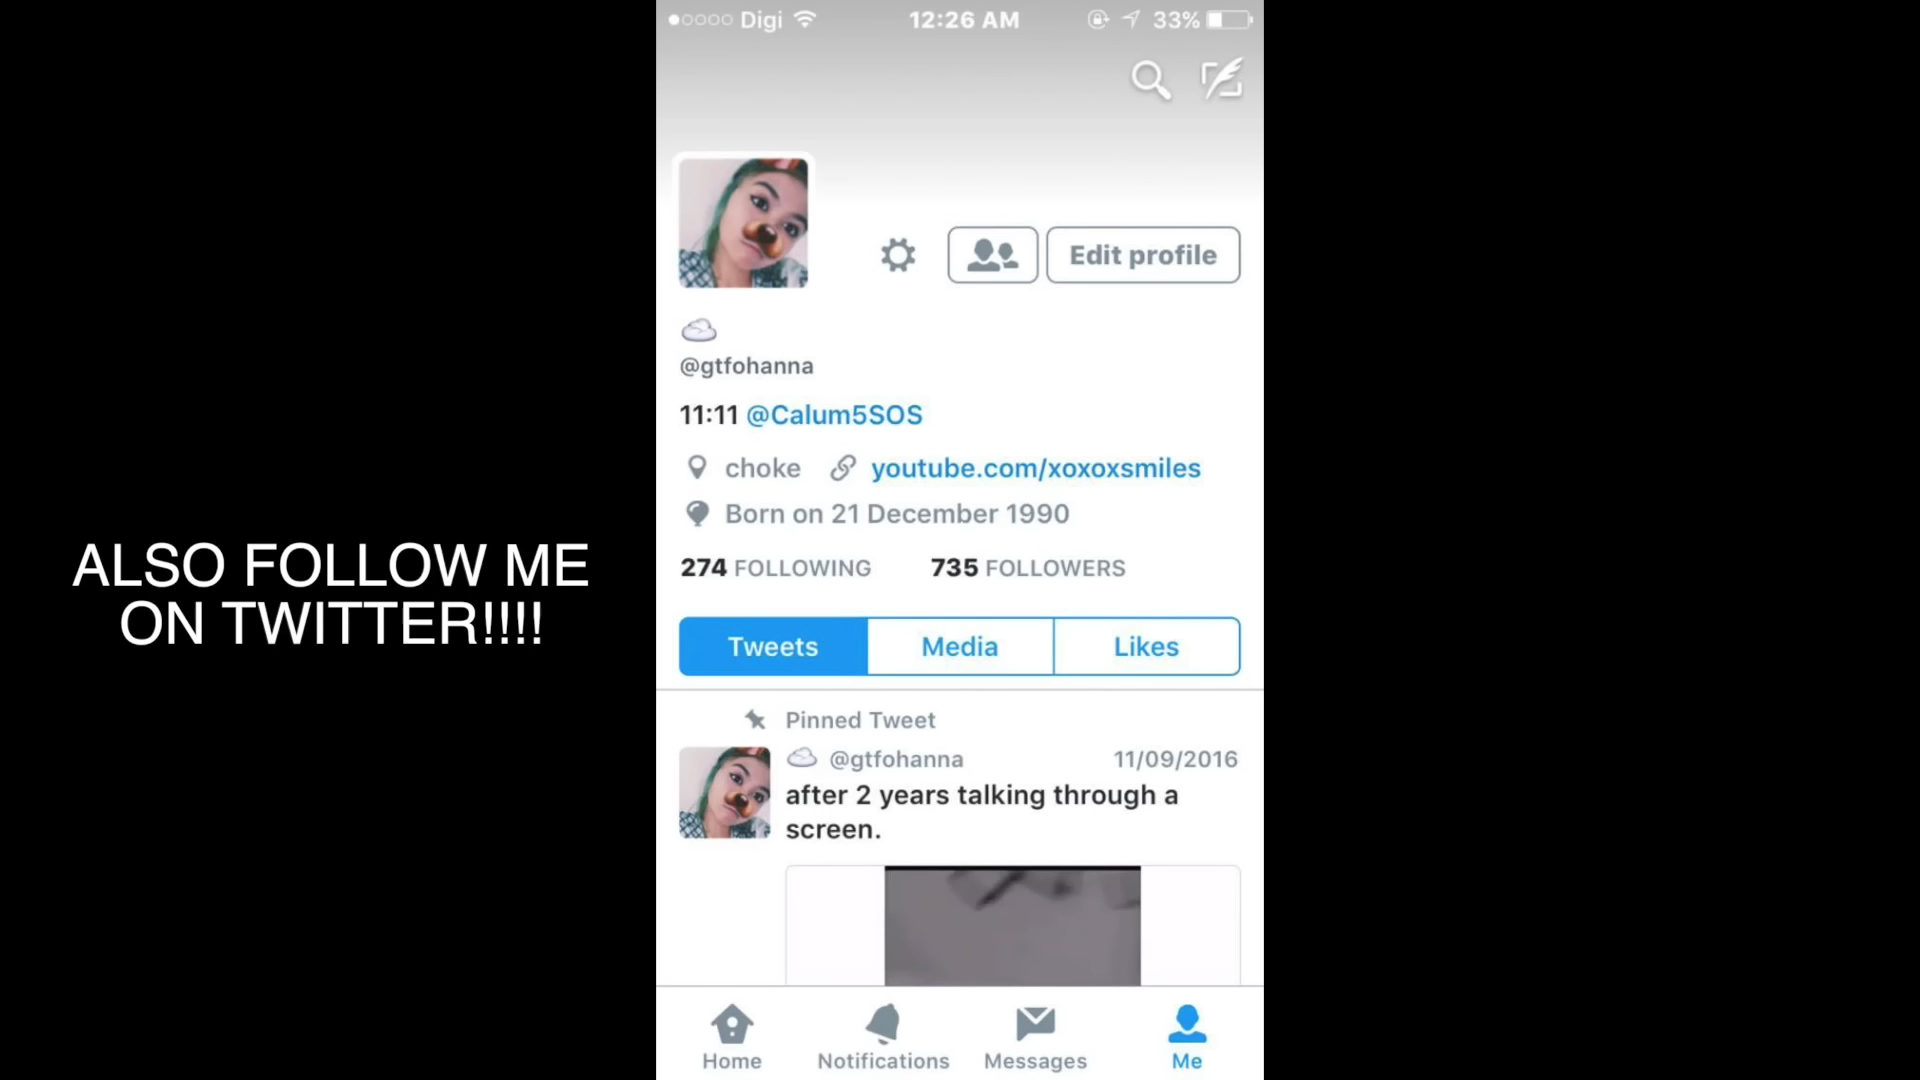 Digi
12:26 AM
33%
Edit profile
@gtfohanna
11:11 @Calum5SOS
choke youtube.com/xoxoxsmiles
Born on 21 December 1990
274 FOLLOWING 735 FOLLOWERS
ALSO FOLLOW ME
ON TWITTER!!!!
Tweets Media Likes
Pinned Tweet
@gtfohanna 11/09/2016
after 2 years talking through a
screen.
Home Notifications Messages Me